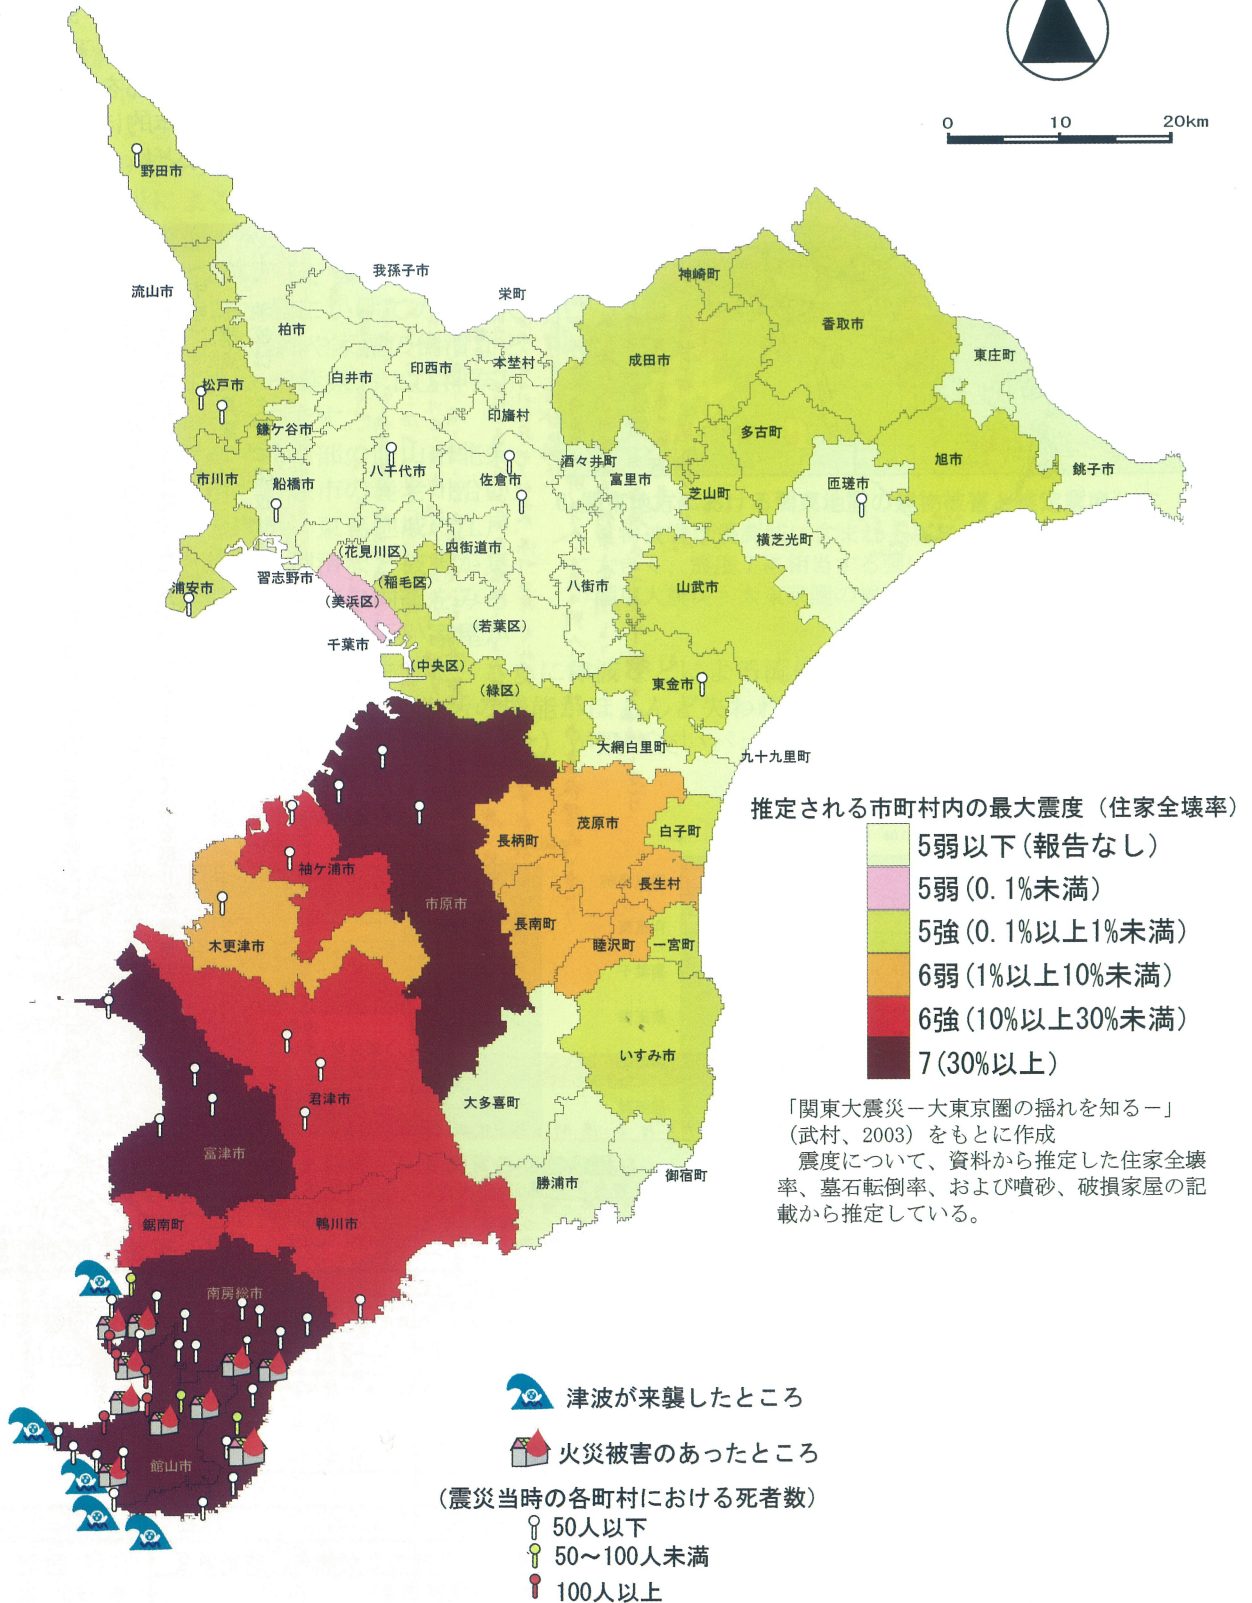 0 10 20km
野田市
我孫子市
流山市
栄町
神崎町
香取市
柏市
成田市
東庄町
白井市
印西市
本埜村
松戸市
印旛村
鎌ケ谷市
多古町
旭市
酒々井町
銚子市
市川市
船橋市
八千代市
佐倉市
富里市
芝山町
匝瑳市
横芝光町
(花見川区)
四街道市
習志野市
(稲毛区)
浦安市
(美浜区)
八街市
山武市
(若葉区)
千葉市
(中央区)
(緑区)
東金市
大網白里町
九十九里町
推定される市町村内の最大震度(住家全壊率)
5弱以下(報告なし)
5弱(0.1%未満)
5強(0.1%以上1%未満)
6弱(1%以上10%未満)
6強(10%以上30%未満)
7(30%以上)
茂原市
白子町
長柄町
袖ケ浦市
長生村
市原市
長南町
木更津市
睦沢町
一宮町
いすみ市
君津市
大多喜町
富津市
御宿町
勝浦市
鋸南町
鴨川市
南房総市
館山市
「関東大震災-大東京圏の揺れを知る-」
(武村、2003)をもとに作成
震度について、資料から推定した住家全壊
率、墓石転倒率、および噴砂、破損家屋の記
載から推定している。
津波が来襲したところ
火災被害のあったところ
(震災当時の各町村における死者数)
50人以下
50~100人未満
100人以上